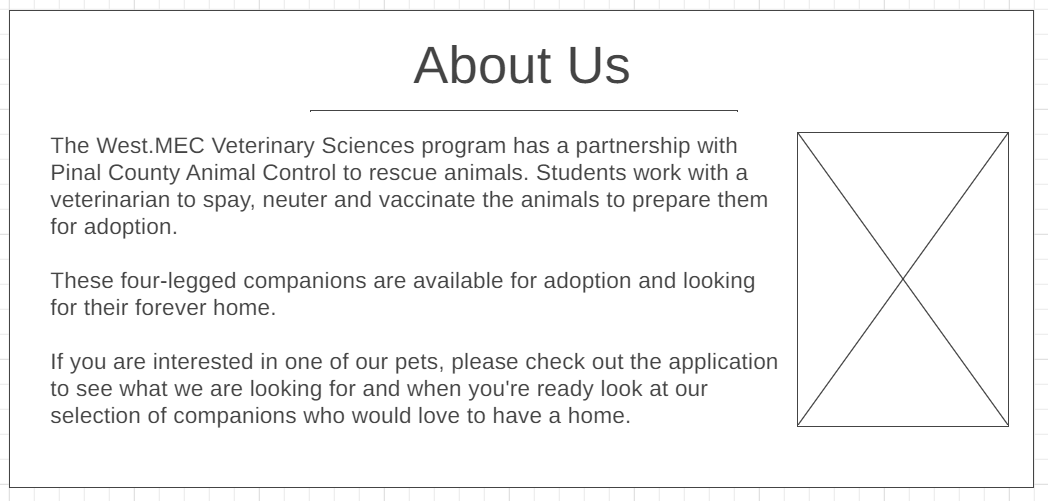 About Us
The West.MEC Veterinary Sciences program has a partnership with
Pinal County Animal Control to rescue animals. Students work with a
veterinarian to spay, neuter and vaccinate the animals to prepare them
for adoption.
These four-legged companions are available for adoption and looking
for their forever home.
If you are interested in one of our pets, please check out the application
to see what we are looking for and when you're ready look at our
selection of companions who would love to have a home.